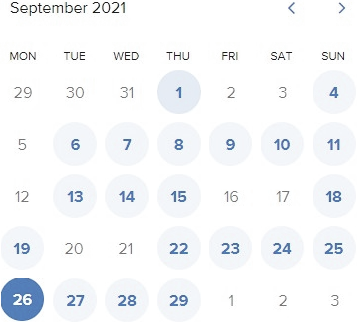 September 2021
MON TUE WED THU FRI SAT SUN
29 30 31 1 2 3 4
5 6 7 8 9 10 11
12 13 14 15 16 17 18
19 20 21 22 23 24 25
26 27 28 29 1 2 3